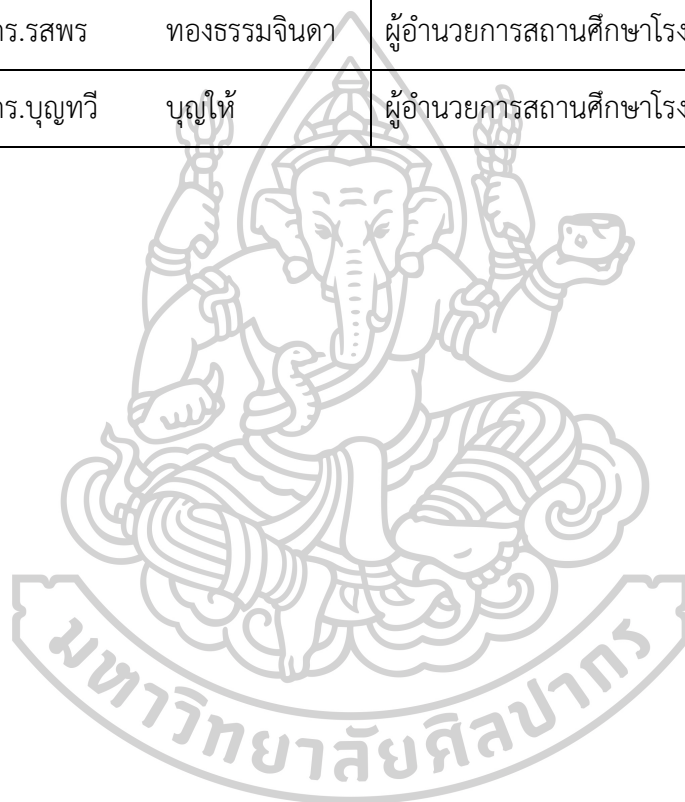 ดร.รสพร ทองธรรมจินดา ผู้อำนวยการสถานศึกษาโรง
ดร.บุญทวี บุญให้ ผู้อำนวยการสถานศึกษาโรง
มหาวิทยาลัยศิลปากร